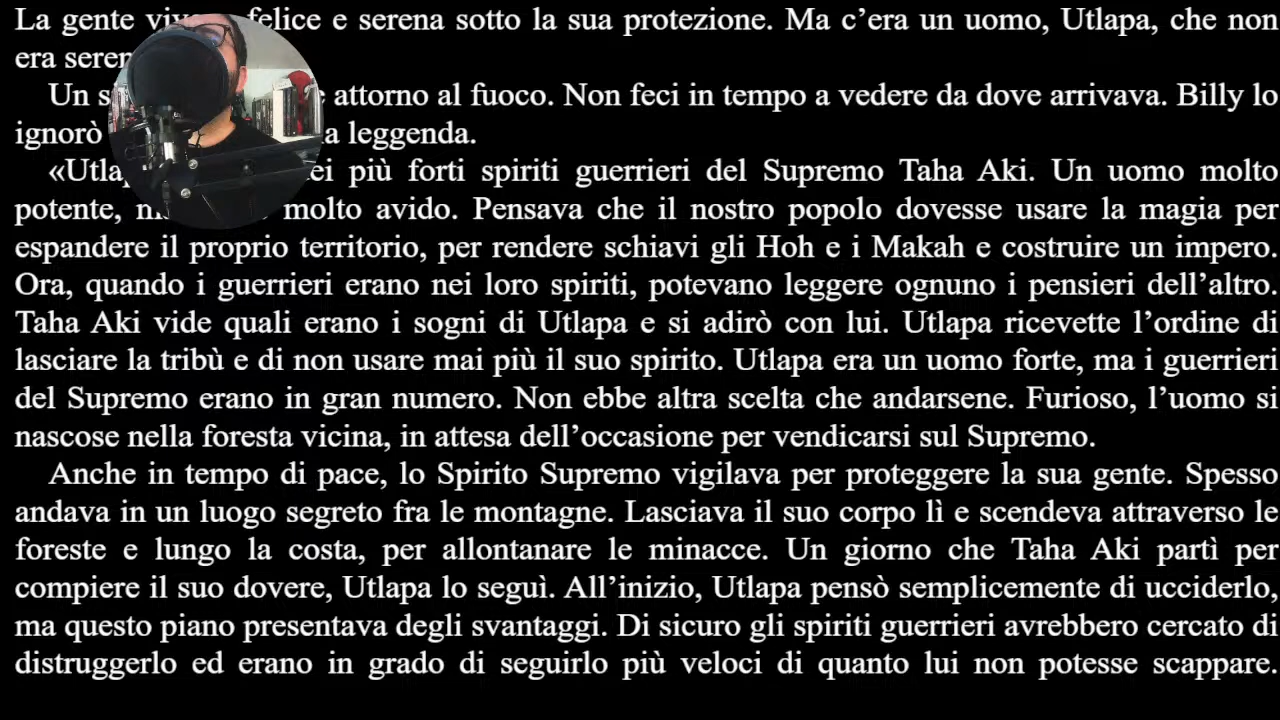 La gente felice e serena sotto la sua protezione. Ma c’era un uomo, Utlapa, che non
era
Un attorno al fuoco. Non feci in tempo a vedere da dove arrivava. Billy lo
ignorò leggenda.
più forti spiriti guerrieri del Supremo Taha Aki. Un uomo molto
potente, molto avido. Pensava che il nostro popolo dovesse usare la magia per
espandere il proprio territorio, per rendere schiavi gli Hoh e i Makah e costruire un impero.
Ora, quando i guerrieri erano nei loro spiriti, potevano leggere ognuno i pensieri dell’altro.
Taha Aki vide quali erano i sogni di Utlapa e si adirò con lui. Utlapa ricevette l’ordine di
lasciare la tribù e di non usare mai più il suo spirito. Utlapa era un uomo forte, ma i guerrieri
del Supremo erano in gran numero. Non ebbe altra scelta che andarsene. Furioso, l’uomo si
nascose nella foresta vicina, in attesa dell’occasione per vendicarsi sul Supremo.
Anche in tempo di pace, lo Spirito Supremo vigilava per proteggere la sua gente. Spesso
andava in un luogo segreto fra le montagne. Lasciava il suo corpo lì e scendeva attraverso le
foreste e lungo la costa, per allontanare le minacce. Un giorno che Taha Aki partì per
compiere il suo dovere, Utlapa lo seguì. All’inizio, Utlapa pensò semplicemente di ucciderlo,
ma questo piano presentava degli svantaggi. Di sicuro gli spiriti guerrieri avrebbero cercato di
distruggerlo ed erano in grado di seguirlo più veloci di quanto lui non potesse scappare.